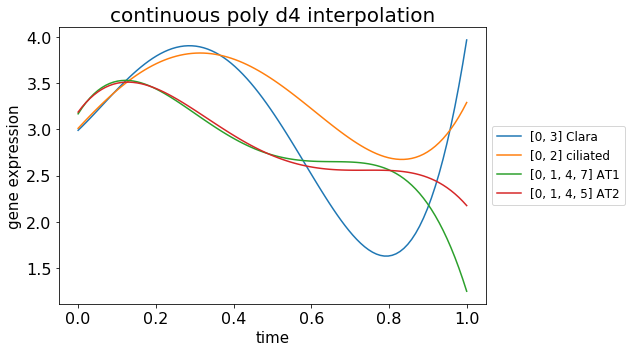 continuous poly d4 interpolation
gene expression
4.0
3.5
3.0
2.5
2.0
1.5
0.0 0.2 0.4 0.6 0.8 1.0
time
[0, 3] Clara
[0, 2] ciliated
[0, 1, 4, 7] AT1
[0, 1, 4, 5] AT2